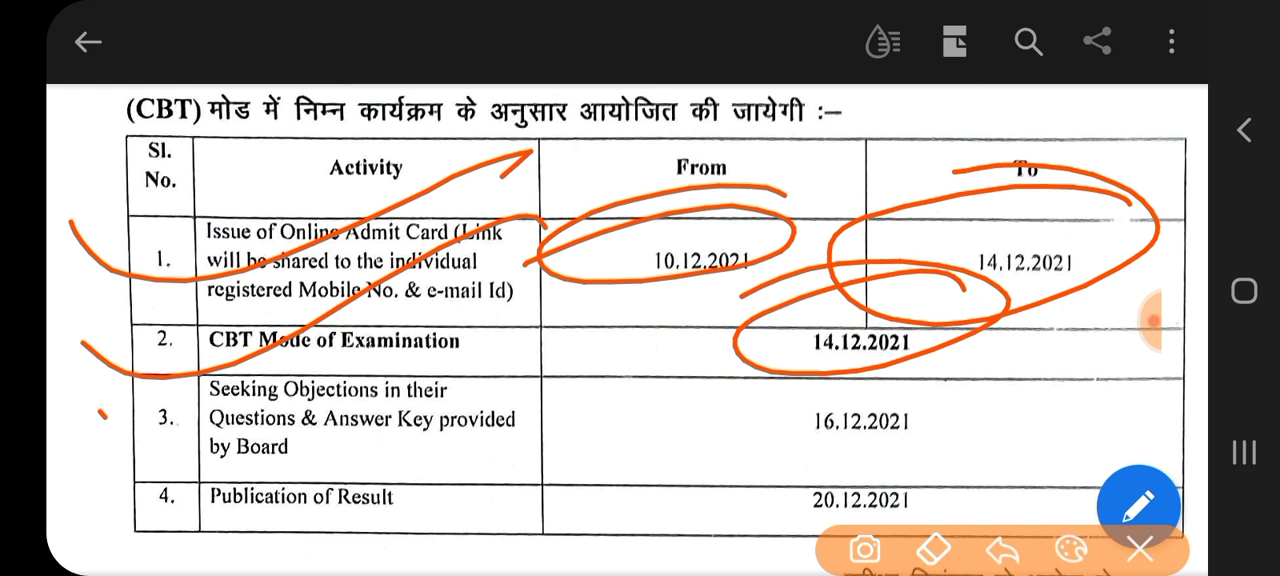 (CBT) मोड में निम्न कार्यक्रम के अनुसार आयोजित की जायेगी :–
Sl. No. Activity From To
1. Issue of Online Admit Card (Link will be shared to the individual registered Mobile No. & e-mail Id) 10.12.2021 14.12.2021
2. CBT Mode of Examination 14.12.2021
3. Seeking Objections in their Questions & Answer Key provided by Board 16.12.2021
4. Publication of Result 20.12.2021